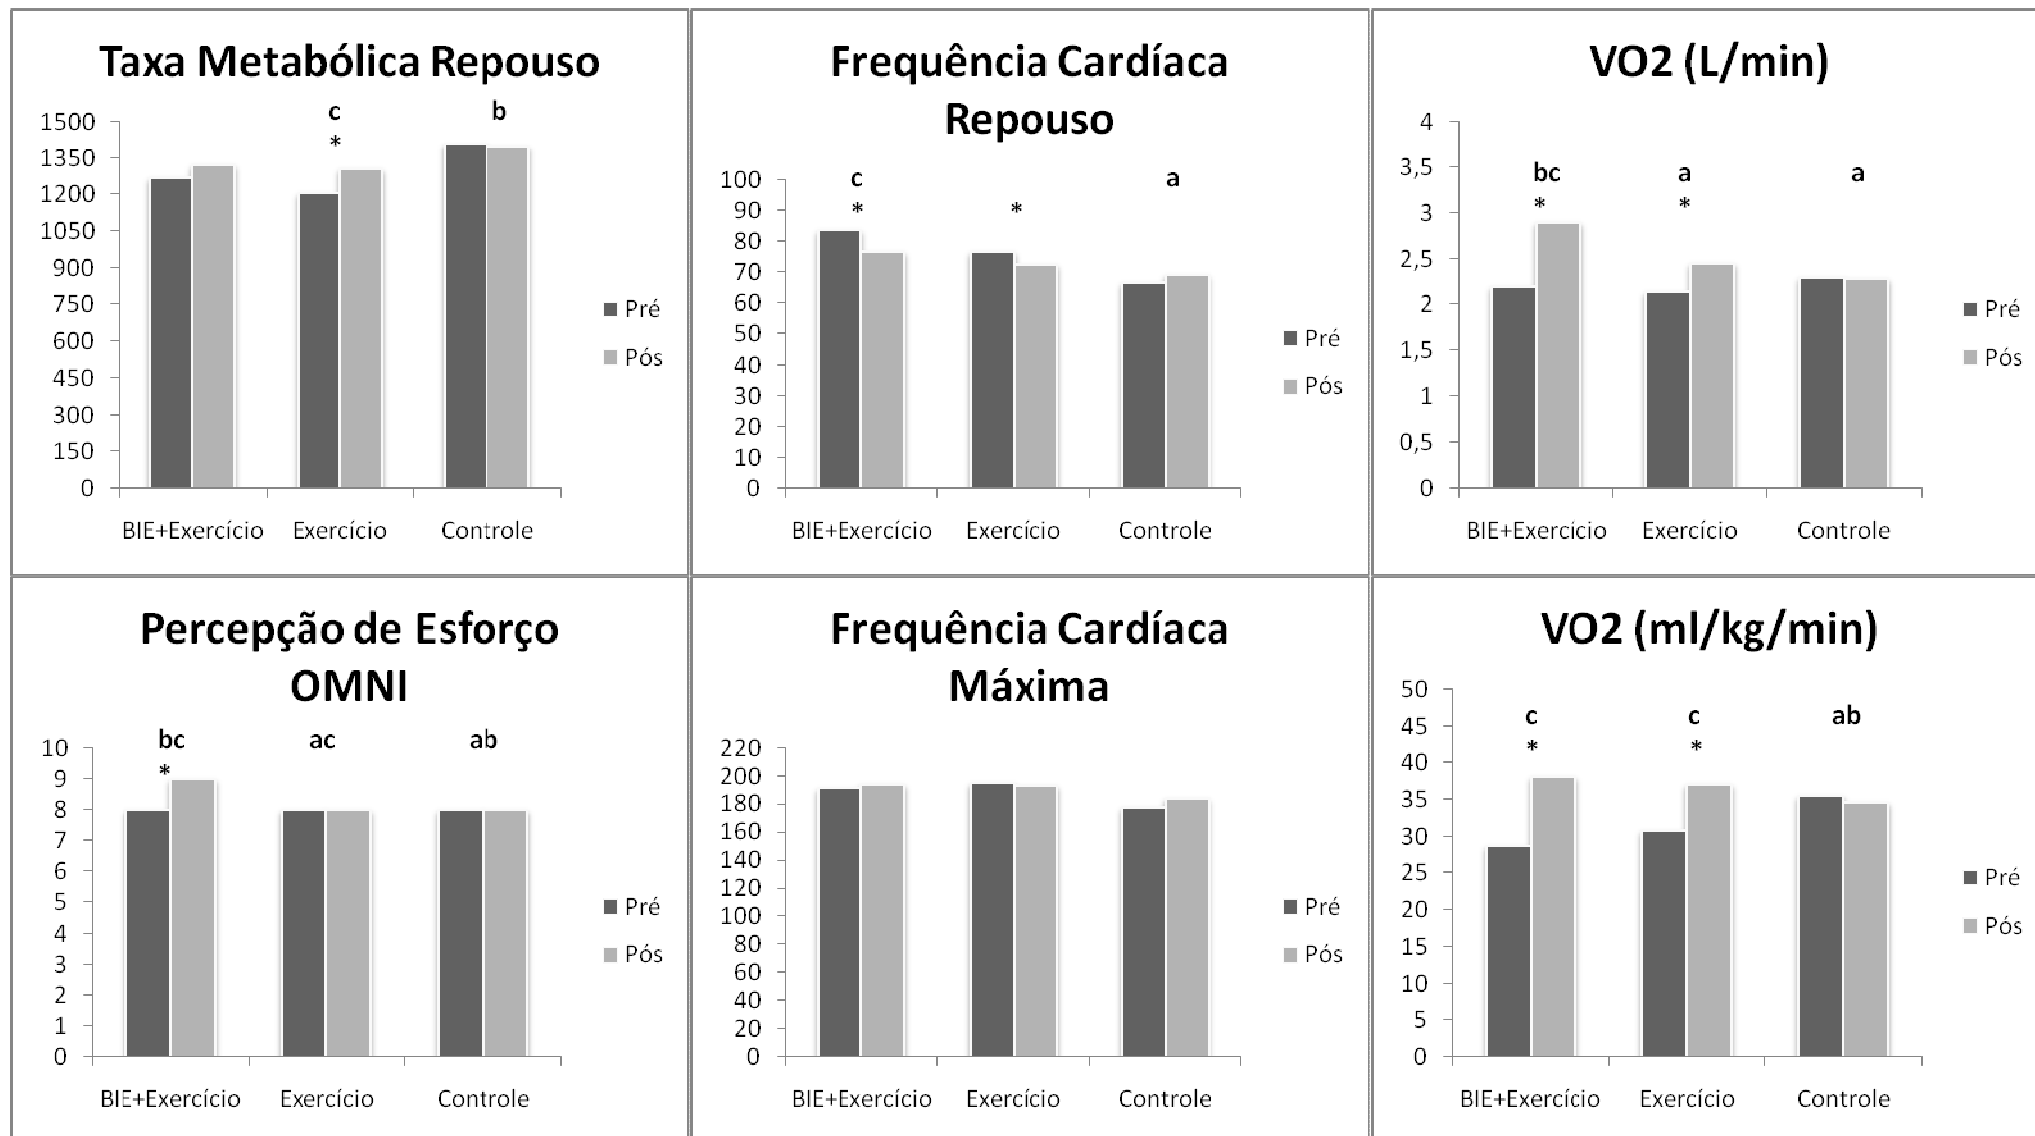 Taxa Metabólica Repouso
c
b
*
1500
1350
1200
1050
900
750
600
450
300
150
0
Pré
Pós
BIE+Exercício
Exercício
Controle
Frequência Cardíaca
Repouso
c
a
*
*
100
90
80
70
60
50
40
30
20
10
0
Pré
Pós
BIE+Exercício
Exercício
Controle
VO2 (L/min)
bc
a
a
*
*
4
3,5
3
2,5
2
1,5
1
0,5
0
Pré
Pós
BIE+Exercício
Exercício
Controle
Percepção de Esforço
OMNI
bc
ac
ab
*
10
9
8
7
6
5
4
3
2
1
0
Pré
Pós
BIE+Exercício
Exercício
Controle
Frequência Cardíaca
Máxima
220
200
180
160
140
120
100
80
60
40
20
0
Pré
Pós
BIE+Exercício
Exercício
Controle
VO2 (ml/kg/min)
c
c
ab
*
*
50
45
40
35
30
25
20
15
10
5
0
Pré
Pós
BIE+Exercício
Exercício
Controle